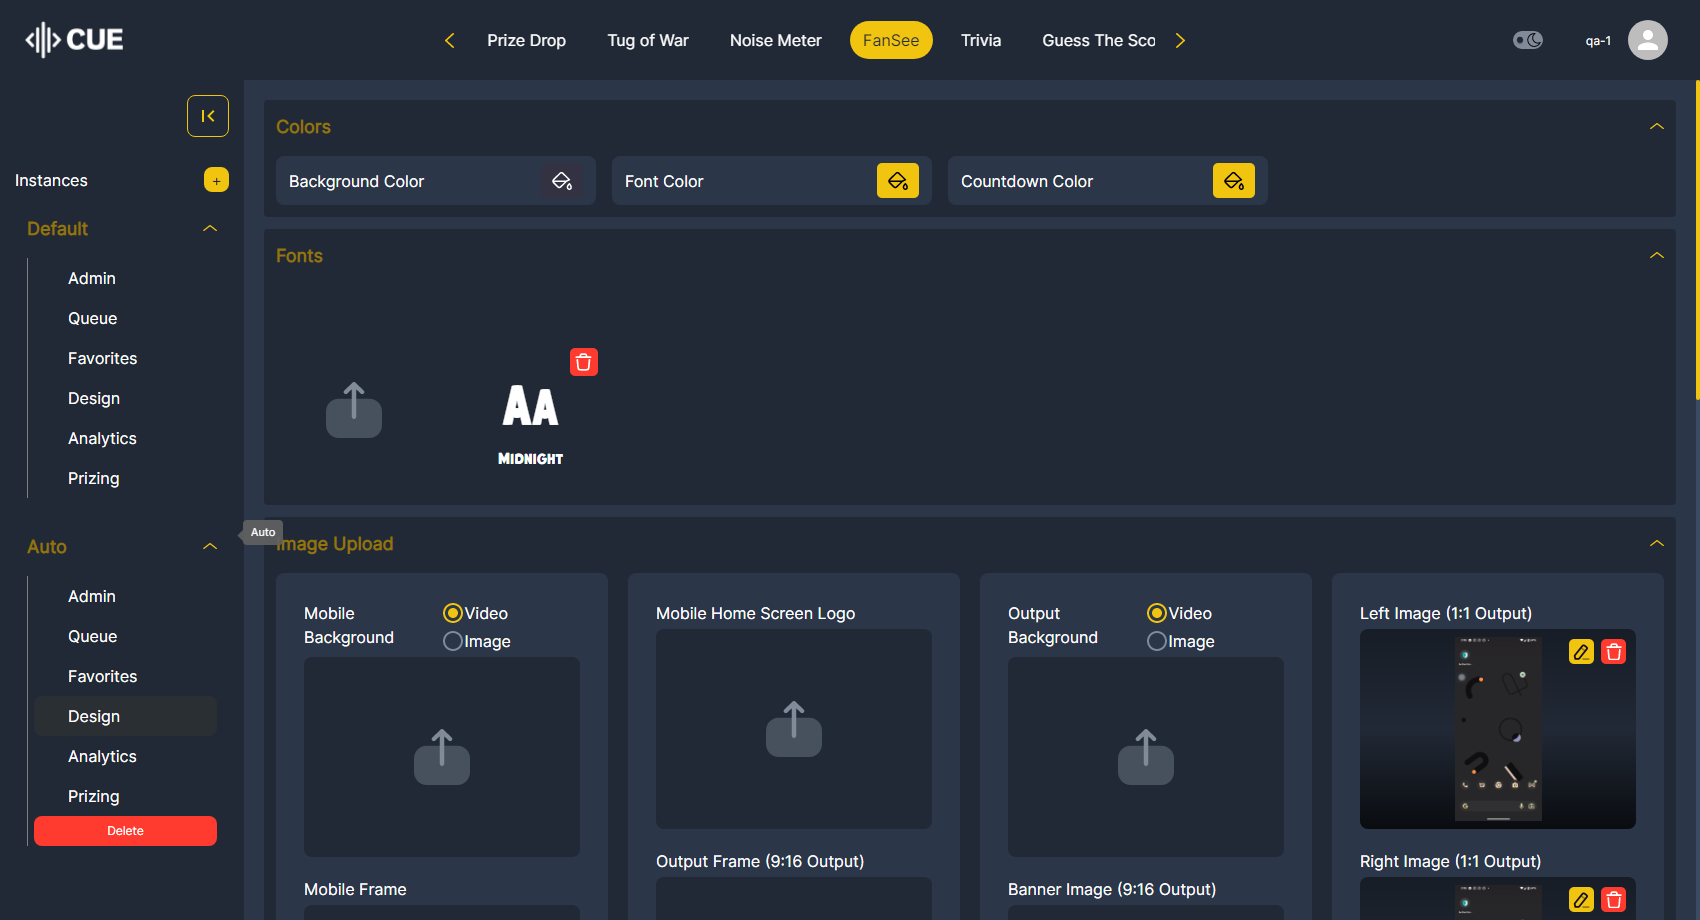 CUE
Prize Drop
Tug of War
Noise Meter
FanSee
Trivia
Guess The Sco
qa-1
Instances
+
Default
Admin
Queue
Favorites
Design
Analytics
Prizing
Auto
Auto
Admin
Queue
Favorites
Design
Analytics
Prizing
Delete
Colors
Background Color
Font Color
Countdown Color
Fonts
AA
MIDNIGHT
Image Upload
Mobile
Background
Video
Image
Mobile Home Screen Logo
Output
Background
Video
Image
Left Image (1:1 Output)
Mobile Frame
Output Frame (9:16 Output)
Banner Image (9:16 Output)
Right Image (1:1 Output)